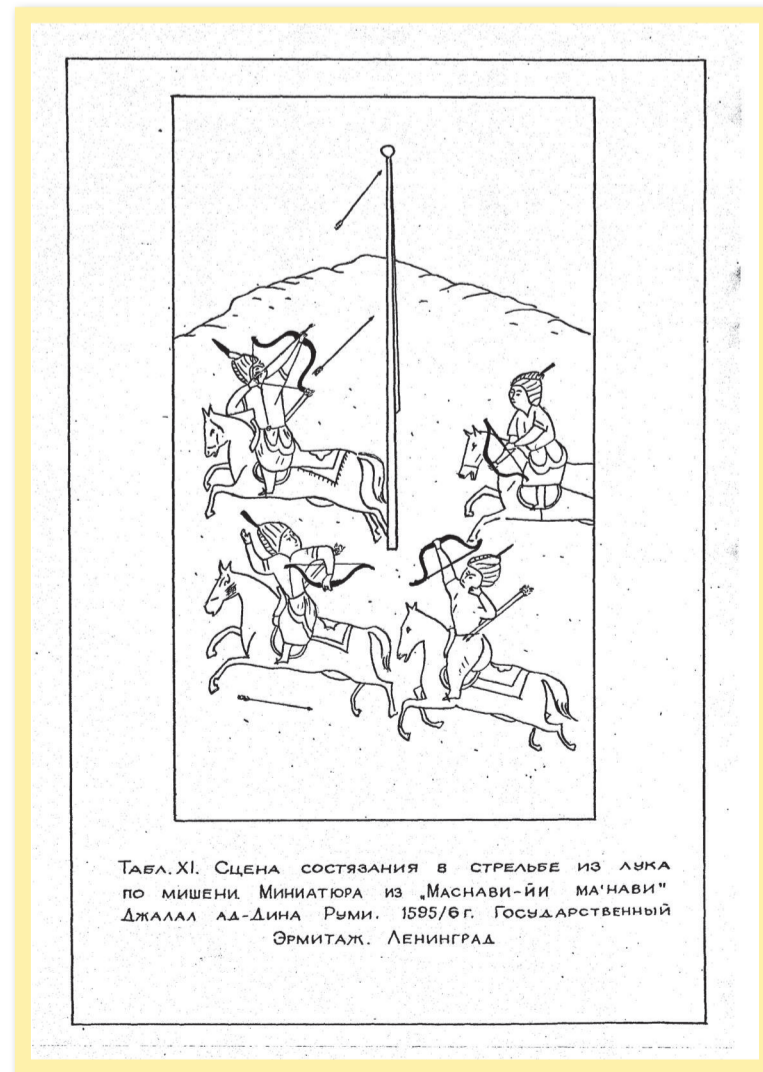 Табл. XI. Сцена состязания в стрельбе из лука
по мишени. Миниатюра из „Маснави-йи ма'нави"
Джалал ад-Дина Руми. 1595/6 г. Государственный
Эрмитаж. Ленинград